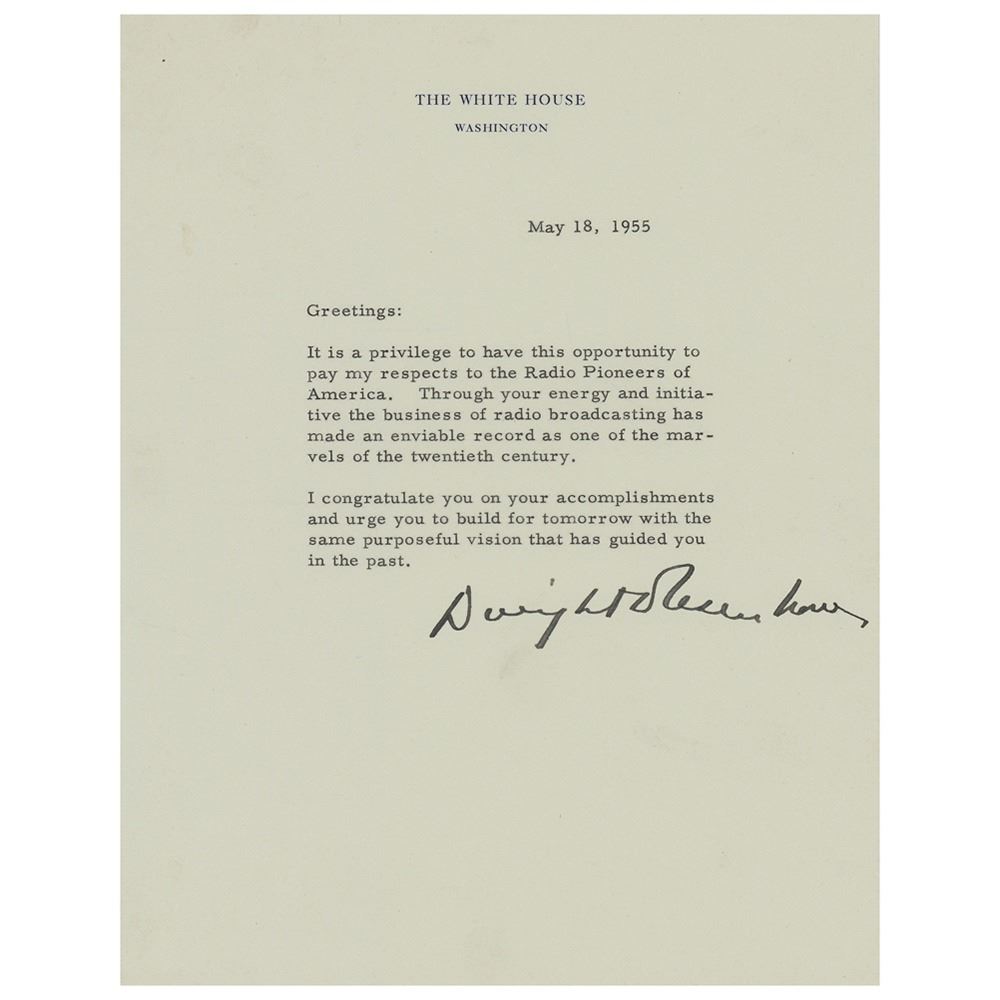 THE WHITE HOUSE
WASHINGTON
May 18, 1955
Greetings:
It is a privilege to have this opportunity to
pay my respects to the Radio Pioneers of
America. Through your energy and initia-
tive the business of radio broadcasting has
made an enviable record as one of the mar-
vels of the twentieth century.
I congratulate you on your accomplishments
and urge you to build for tomorrow with the
same purposeful vision that has guided you
in the past.
Dwight D Eisenhower